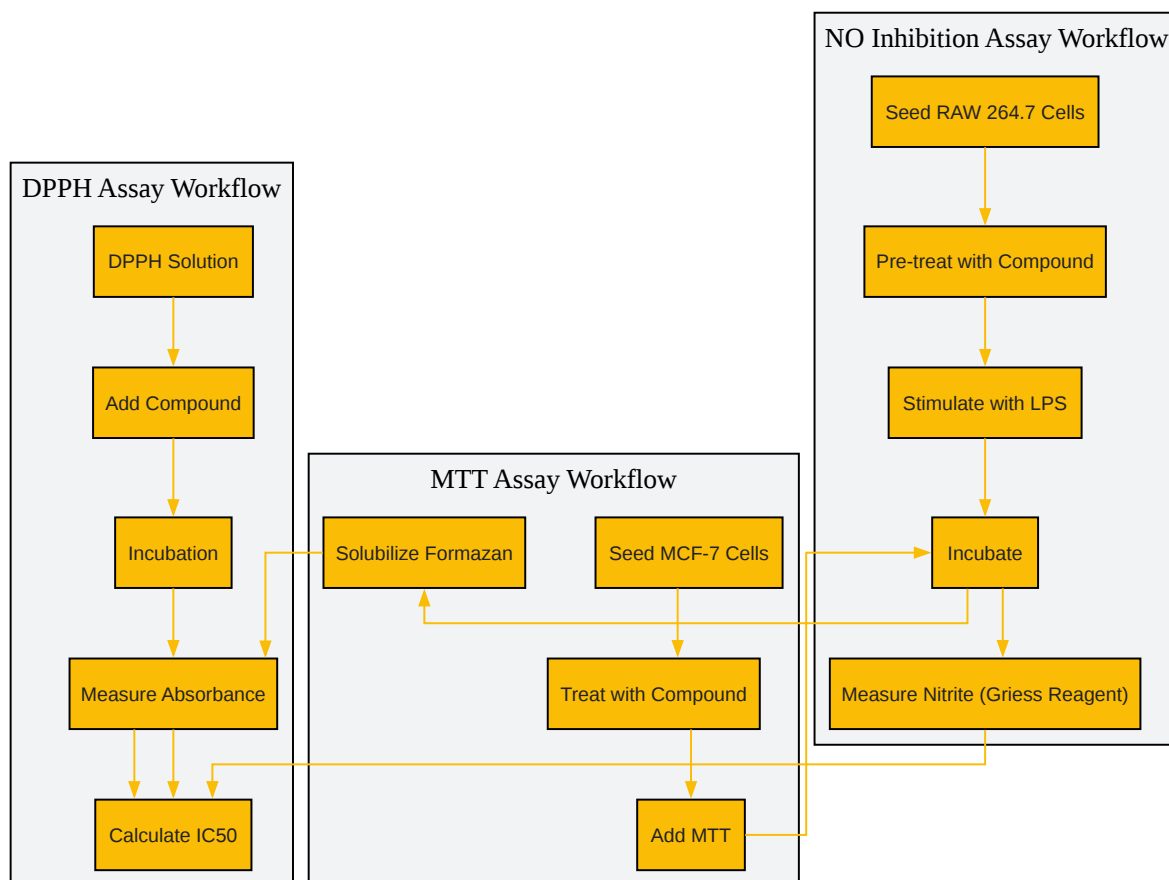 DPPH Assay Workflow
DPPH Solution
Add Compound
Incubation
Measure Absorbance
Calculate IC50
MTT Assay Workflow
Solubilize Formazan
Seed MCF-7 Cells
Treat with Compound
Add MTT
NO Inhibition Assay Workflow
Seed RAW 264.7 Cells
Pre-treat with Compound
Stimulate with LPS
Incubate
Measure Nitrite (Griess Reagent)